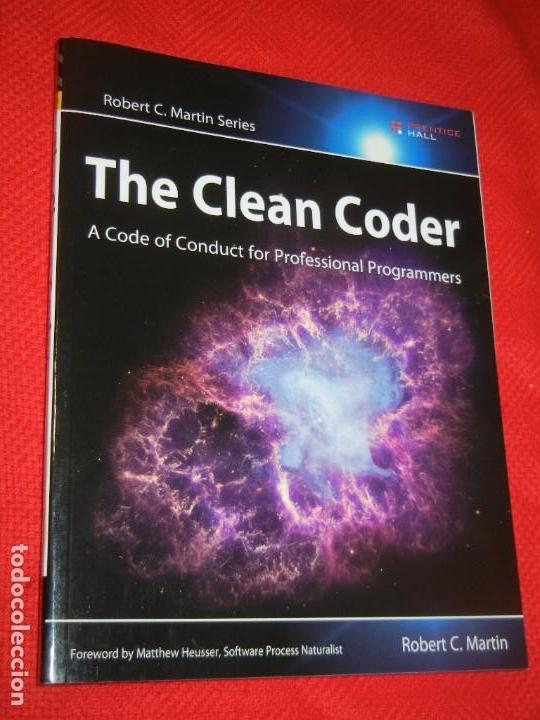 Robert C. Martin Series
PRENTICE
HALL
The Clean Coder
A Code of Conduct for Professional Programmers
Foreword by Matthew Heusser, Software Process Naturalist
Robert C. Martin
todocoleccion